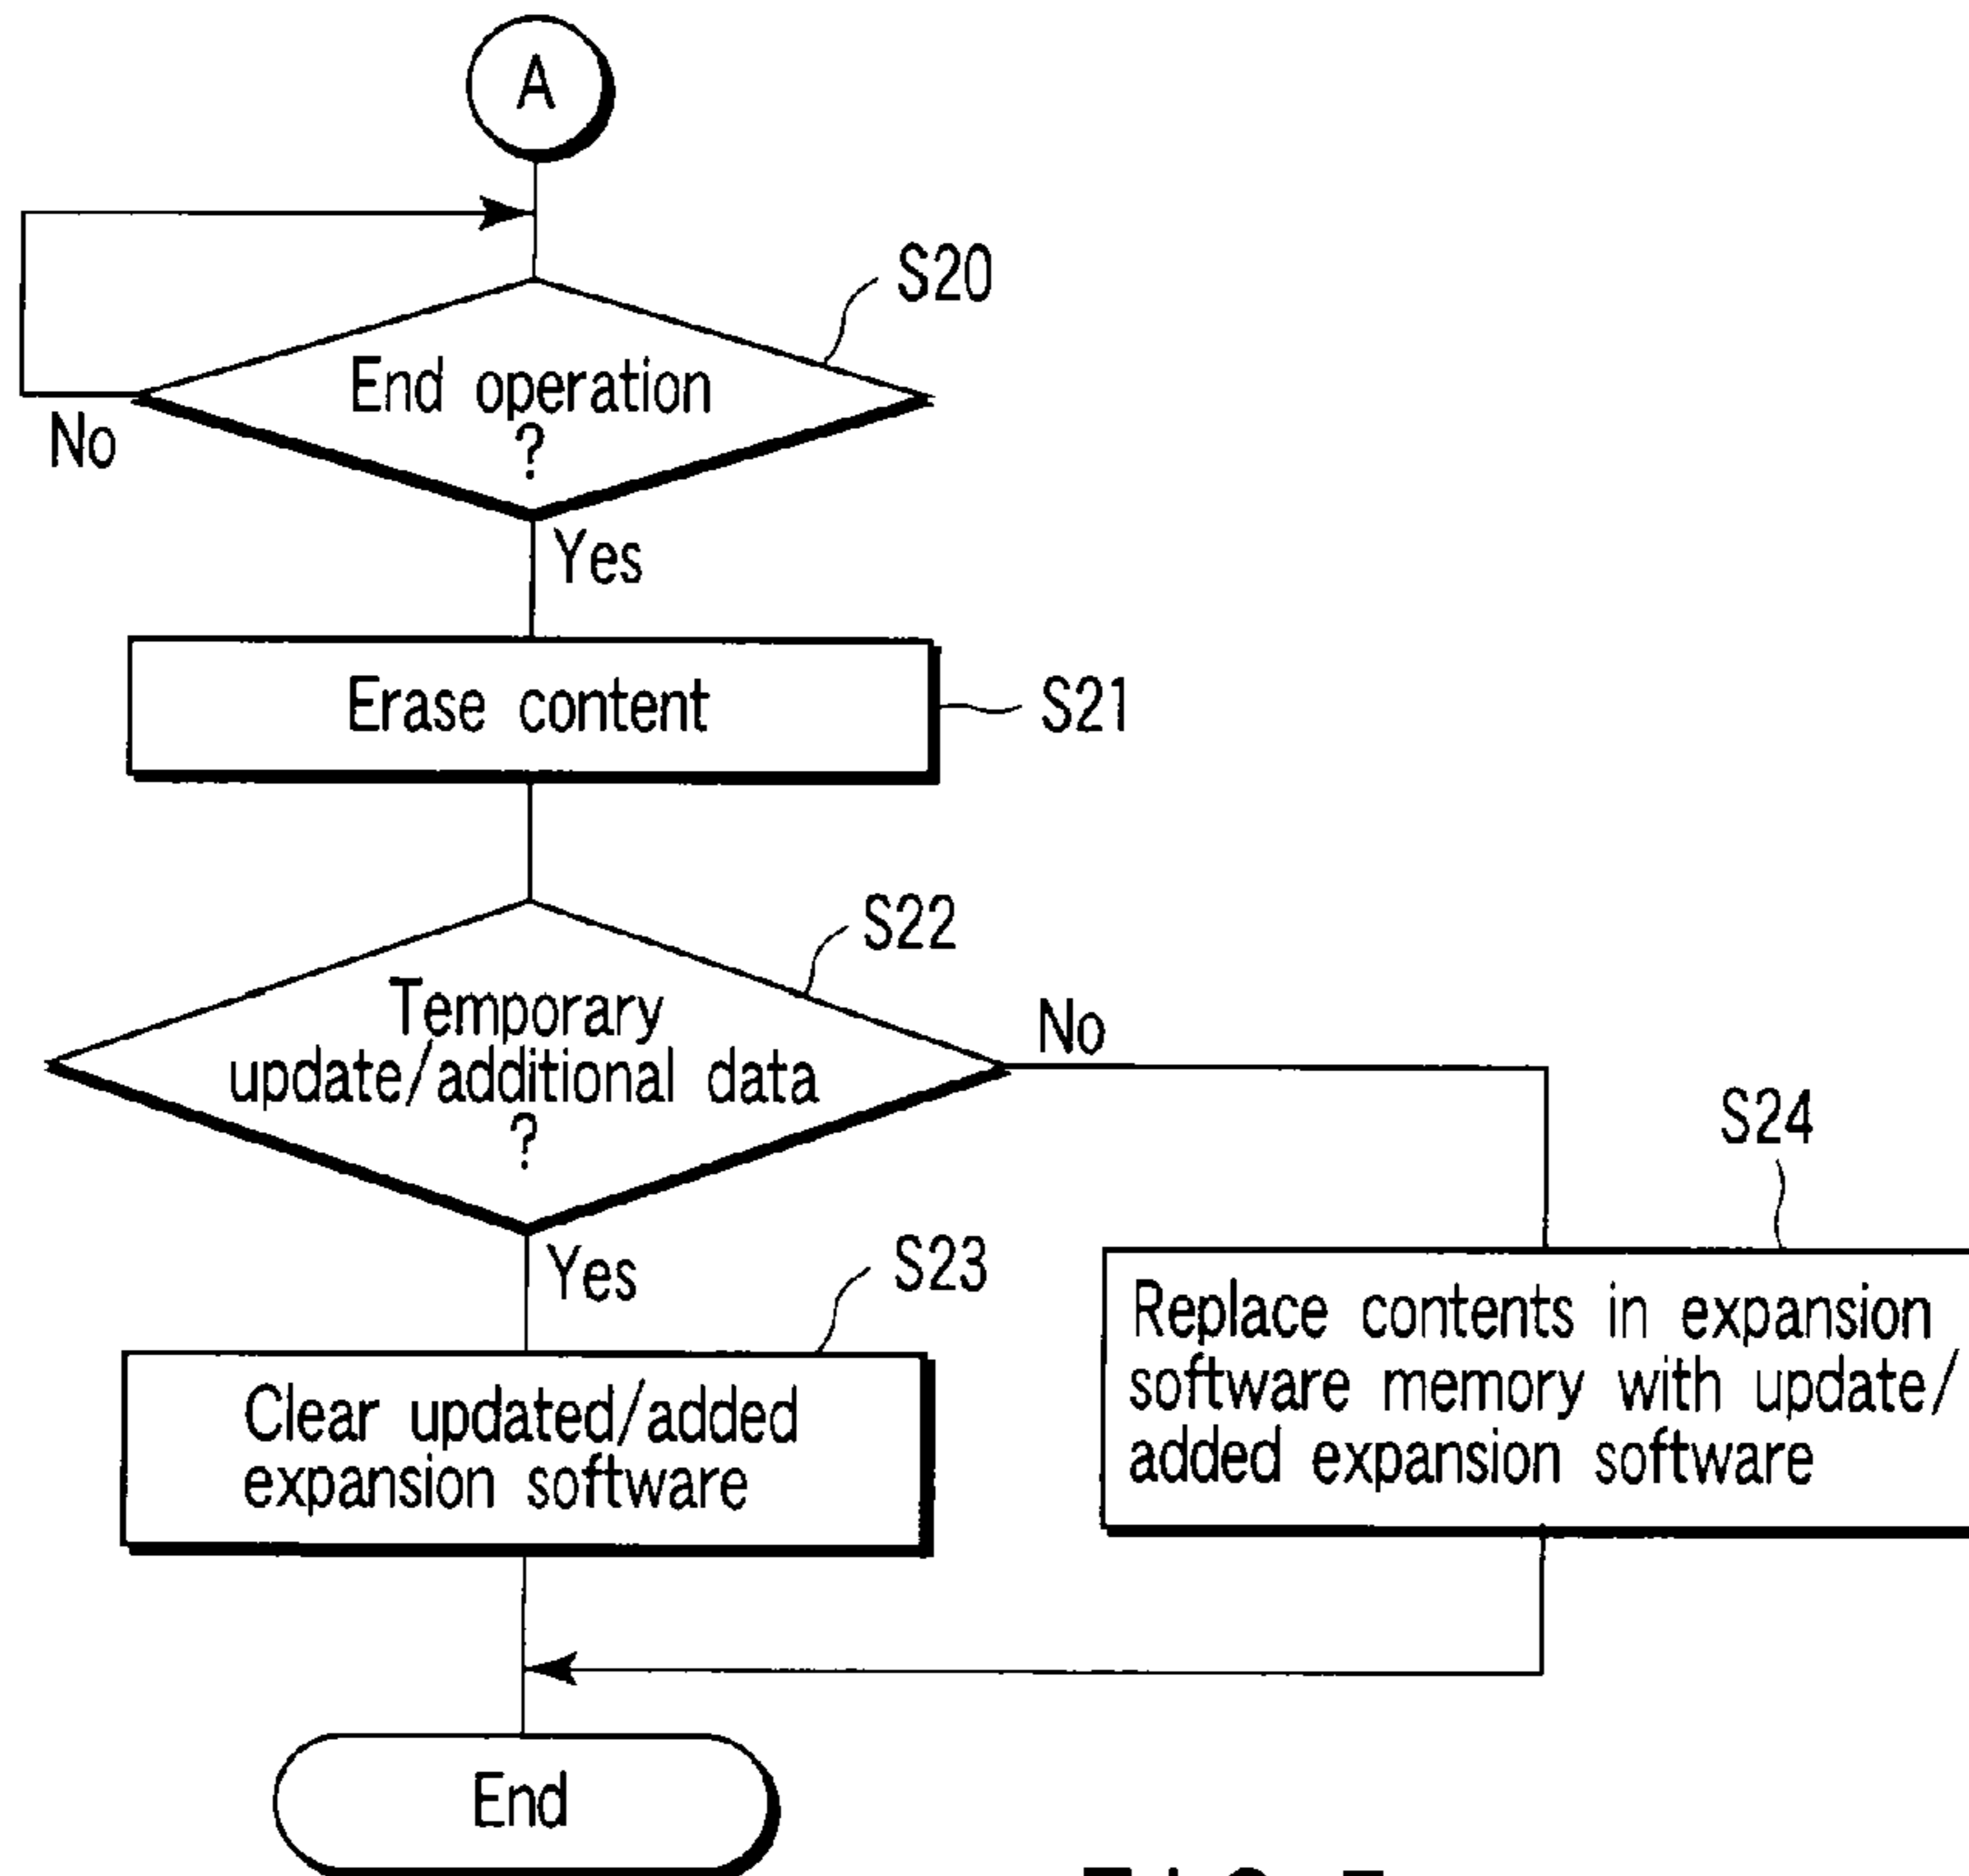 A
S20
End operation
?
No
Yes
Erase content
S21
S22
Temporary
update/additional data
?
No
Yes
S23
S24
Clear updated/added
expansion software
Replace contents in expansion
software memory with update/
added expansion software
End